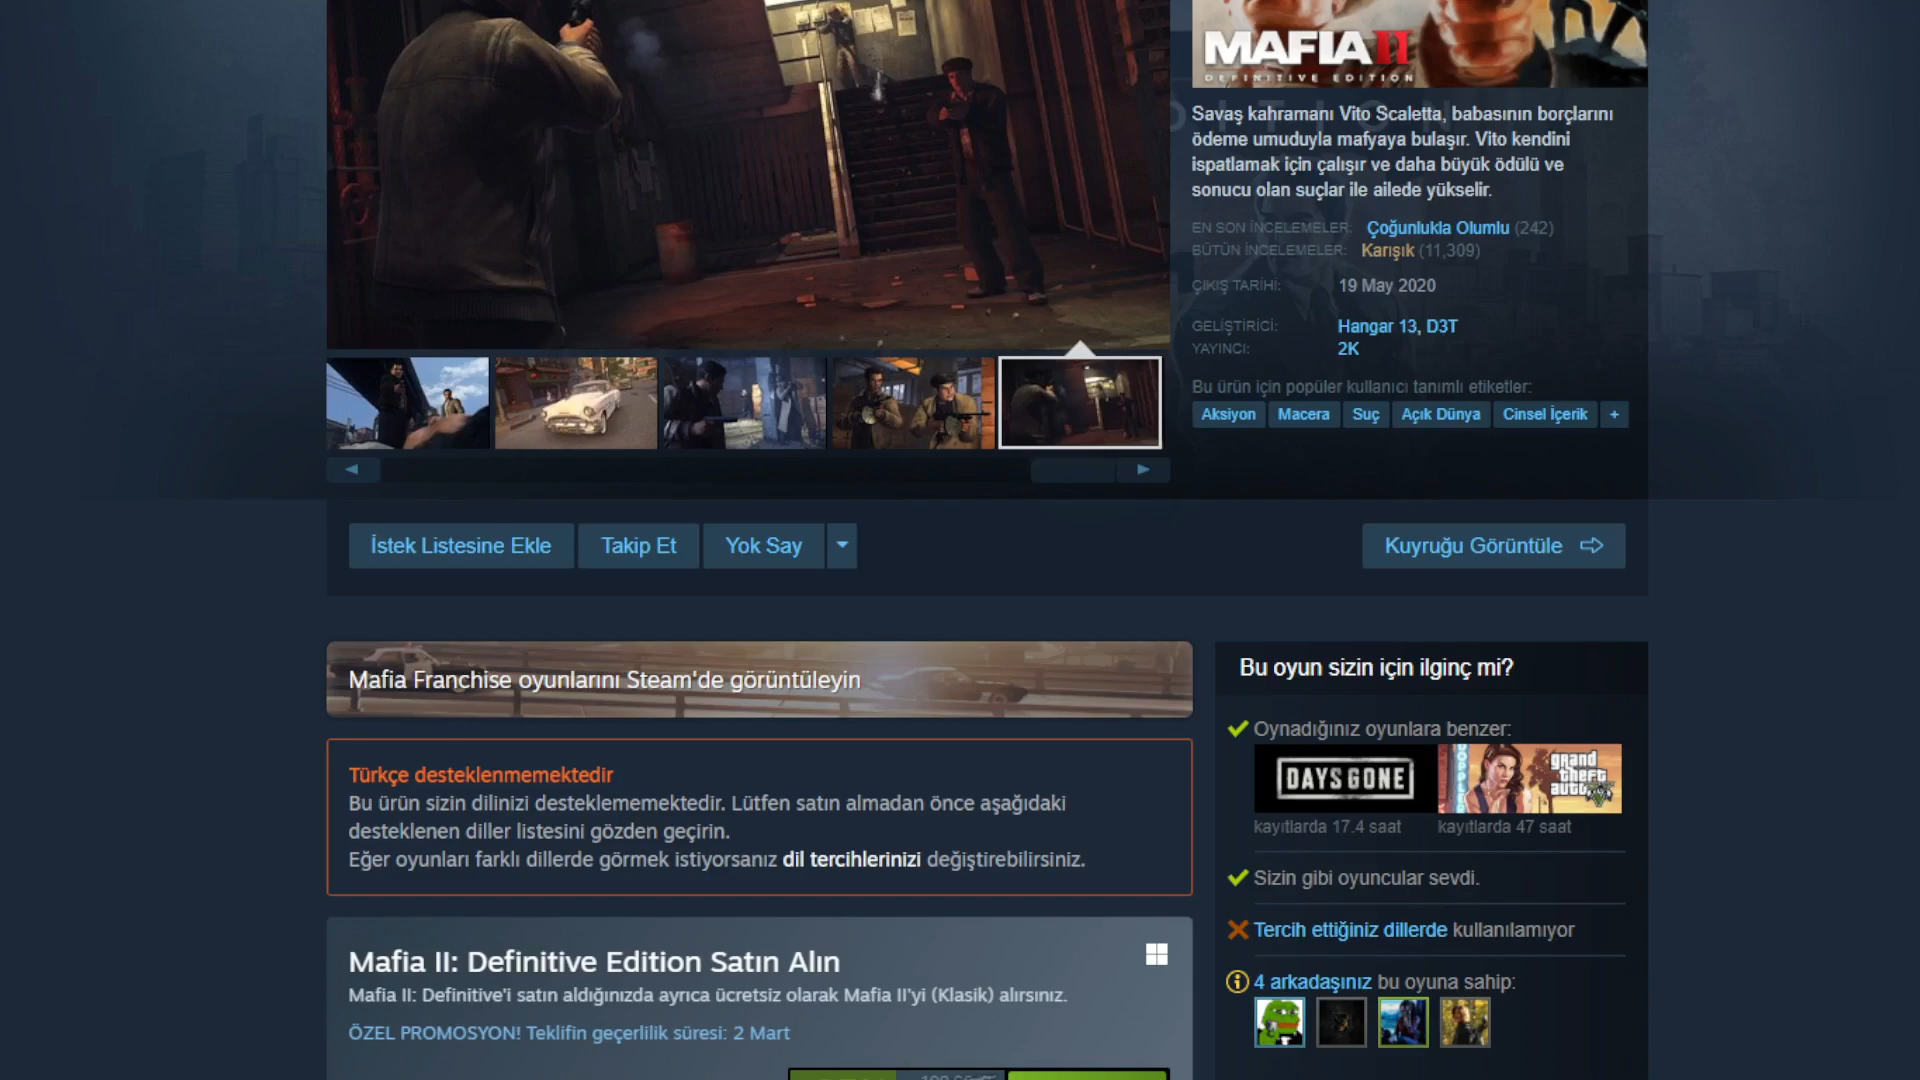 MAFIA II
DEFINITIVE EDITION
Savaş kahramanı Vito Scaletta, babasının borçlarını
ödeme umuduyla mafyaya bulaşır. Vito kendini
ispatlamak için çalışır ve daha büyük ödülü ve
sonucu olan suçlar ile ailede yükselir.
EN SON İNCELEMELER: Çoğunlukla Olumlu (242)
BÜTÜN İNCELEMELER: Karışık (11,309)
ÇIKIŞ TARİHİ: 19 May 2020
GELİŞTİRİCİ: Hangar 13, D3T
YAYINCI: 2K
Bu ürün için popüler kullanıcı tanımlı etiketler:
Aksiyon Macera Suç Açık Dünya Cinsel İçerik +
İstek Listesine Ekle Takip Et Yok Say Kuyruğu Görüntüle
Mafia Franchise oyunlarını Steam'de görüntüleyin
Türkçe desteklenmemektedir
Bu ürün sizin dilinizi desteklememektedir. Lütfen satın almadan önce aşağıdaki
desteklenen diller listesini gözden geçirin.
Eğer oyunları farklı dillerde görmek istiyorsanız dil tercihlerinizi değiştirebilirsiniz.
Mafia II: Definitive Edition Satın Alın
Mafia II: Definitive'i satın aldığınızda ayrıca ücretsiz olarak Mafia II'yi (Klasik) alırsınız.
ÖZEL PROMOSYON! Teklifin geçerlilik süresi: 2 Mart
Bu oyun sizin için ilginç mi?
Oynadığınız oyunlara benzer:
DAYS GONE
grand
theft
auto
V
kayıtlarda 17.4 saat kayıtlarda 47 saat
Sizin gibi oyuncular sevdi.
Tercih ettiğiniz dillerde kullanılamıyor
4 arkadaşınız bu oyuna sahip: